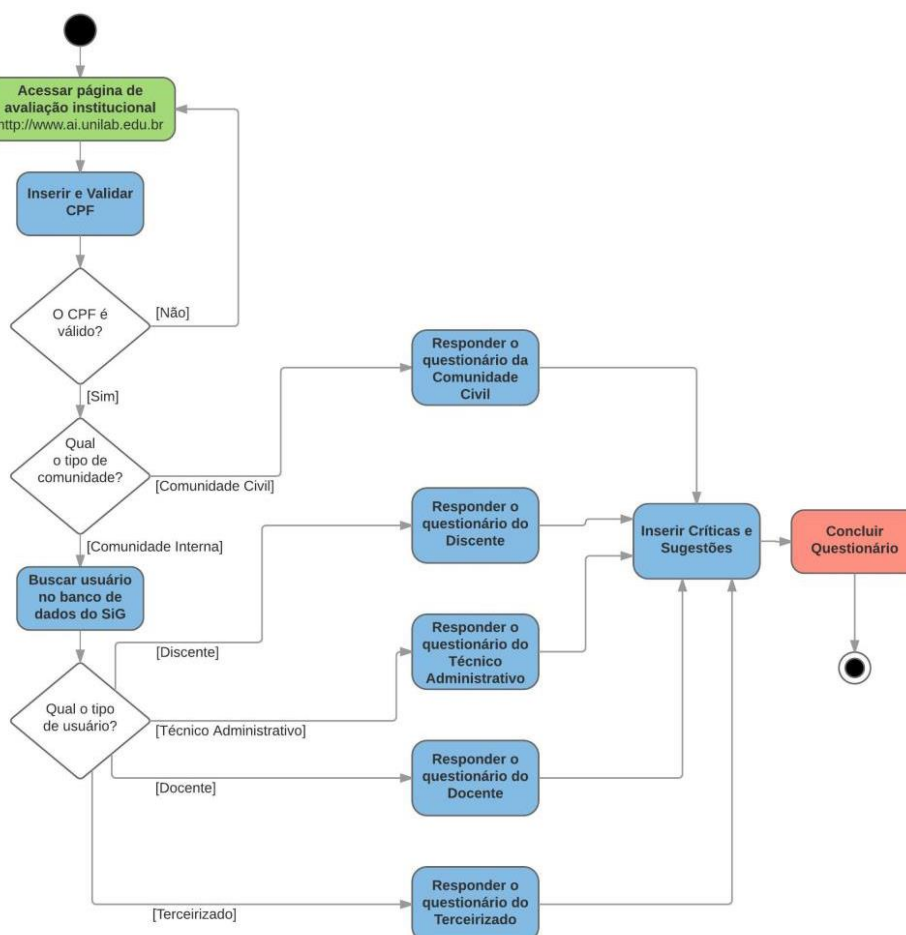 Acessar página de
avaliação institucional
http://www.ai.unilab.edu.br
Inserir e Validar
CPF
O CPF é
válido?
[Não]
[Sim]
Qual
o tipo de
comunidade?
[Comunidade Civil]
[Comunidade Interna]
Buscar usuário
no banco de
dados do SiG
Qual o tipo
de usuário?
[Discente]
[Técnico Administrativo]
[Docente]
[Terceirizado]
Responder o
questionário da
Comunidade
Civil
Responder o
questionário do
Discente
Responder o
questionário do
Técnico
Administrativo
Responder o
questionário do
Docente
Responder o
questionário do
Terceirizado
Inserir Críticas e
Sugestões
Concluir
Questionário